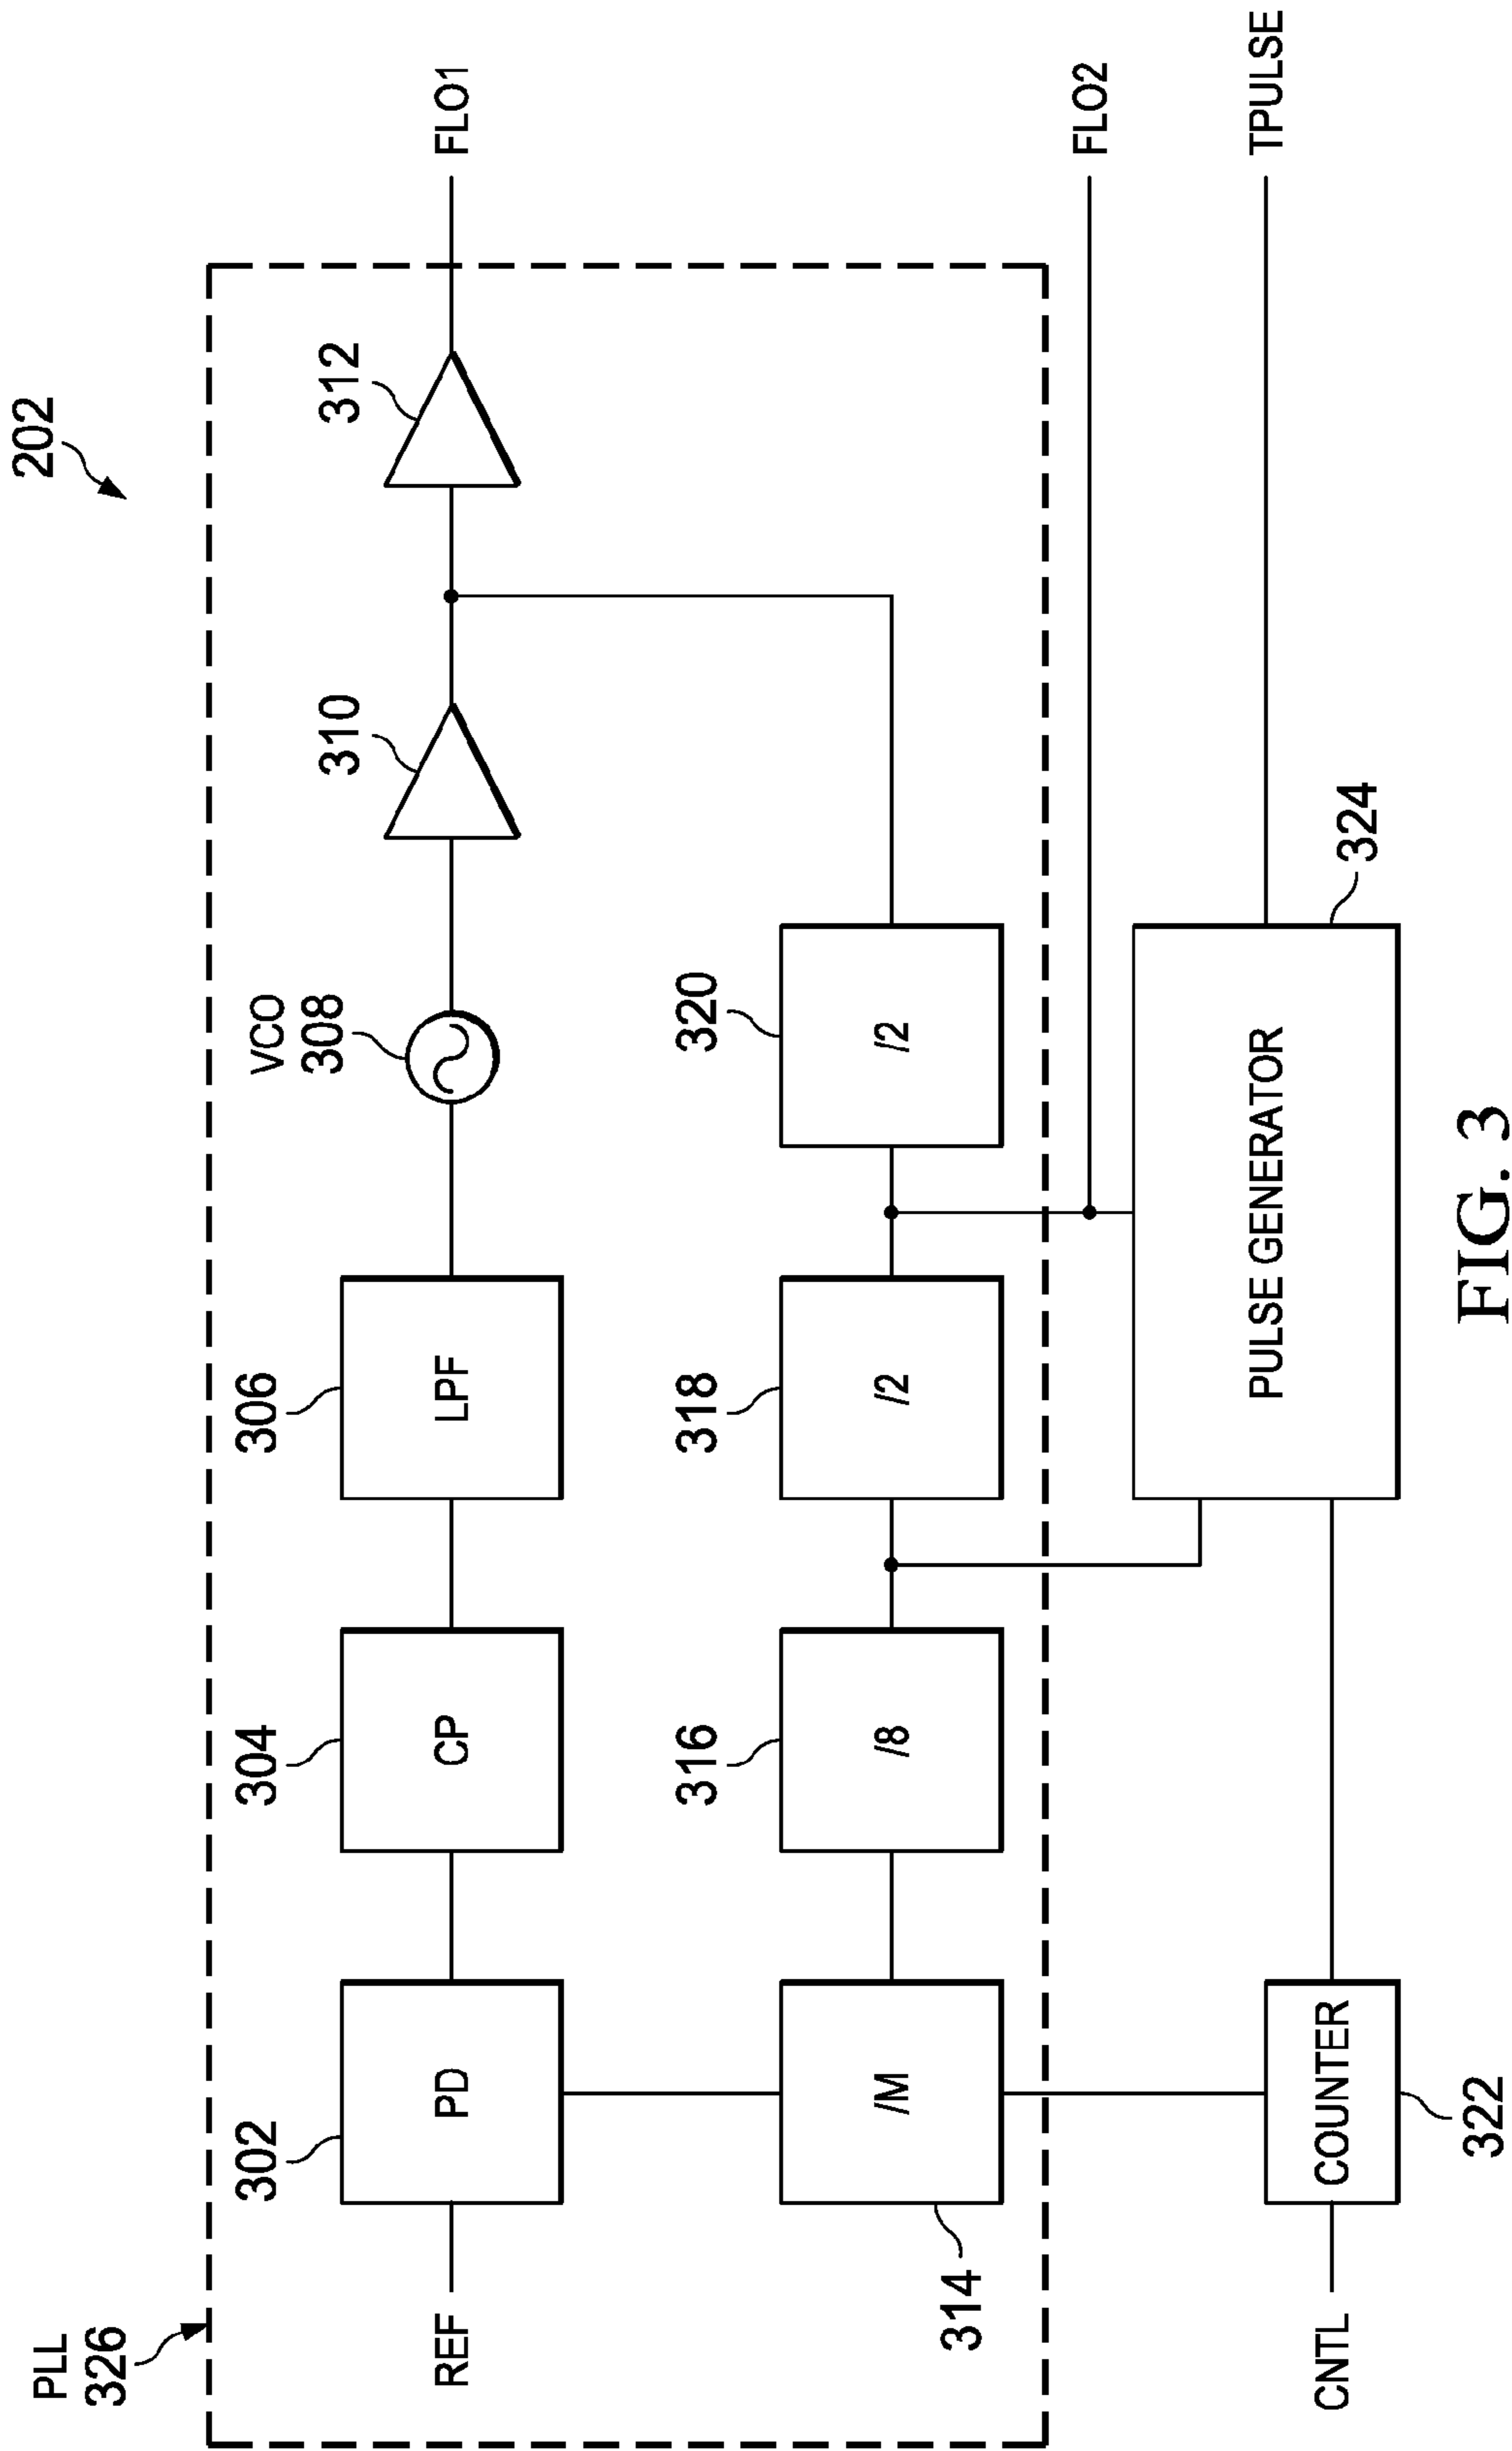 202
PLL
326
REF
302
PD
304
CP
306
LPF
VCO
308
310
312
FLO1
314
/M
316
/8
318
/2
320
/2
FLO2
CNTL
COUNTER
322
PULSE GENERATOR
324
TPULSE
FIG. 3